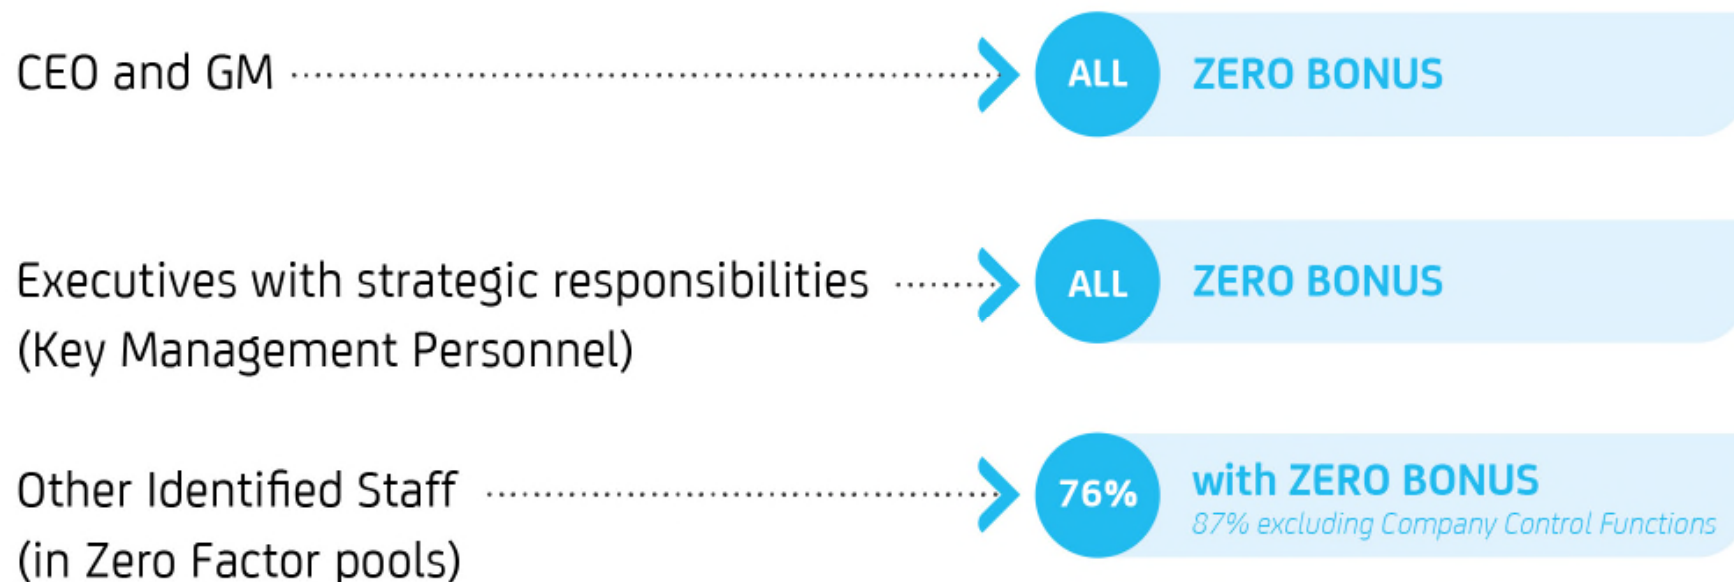 CEO and GM
ALL
ZERO BONUS
Executives with strategic responsibilities
(Key Management Personnel)
ALL
ZERO BONUS
Other Identified Staff
(in Zero Factor pools)
76%
with ZERO BONUS
87% excluding Company Control Functions